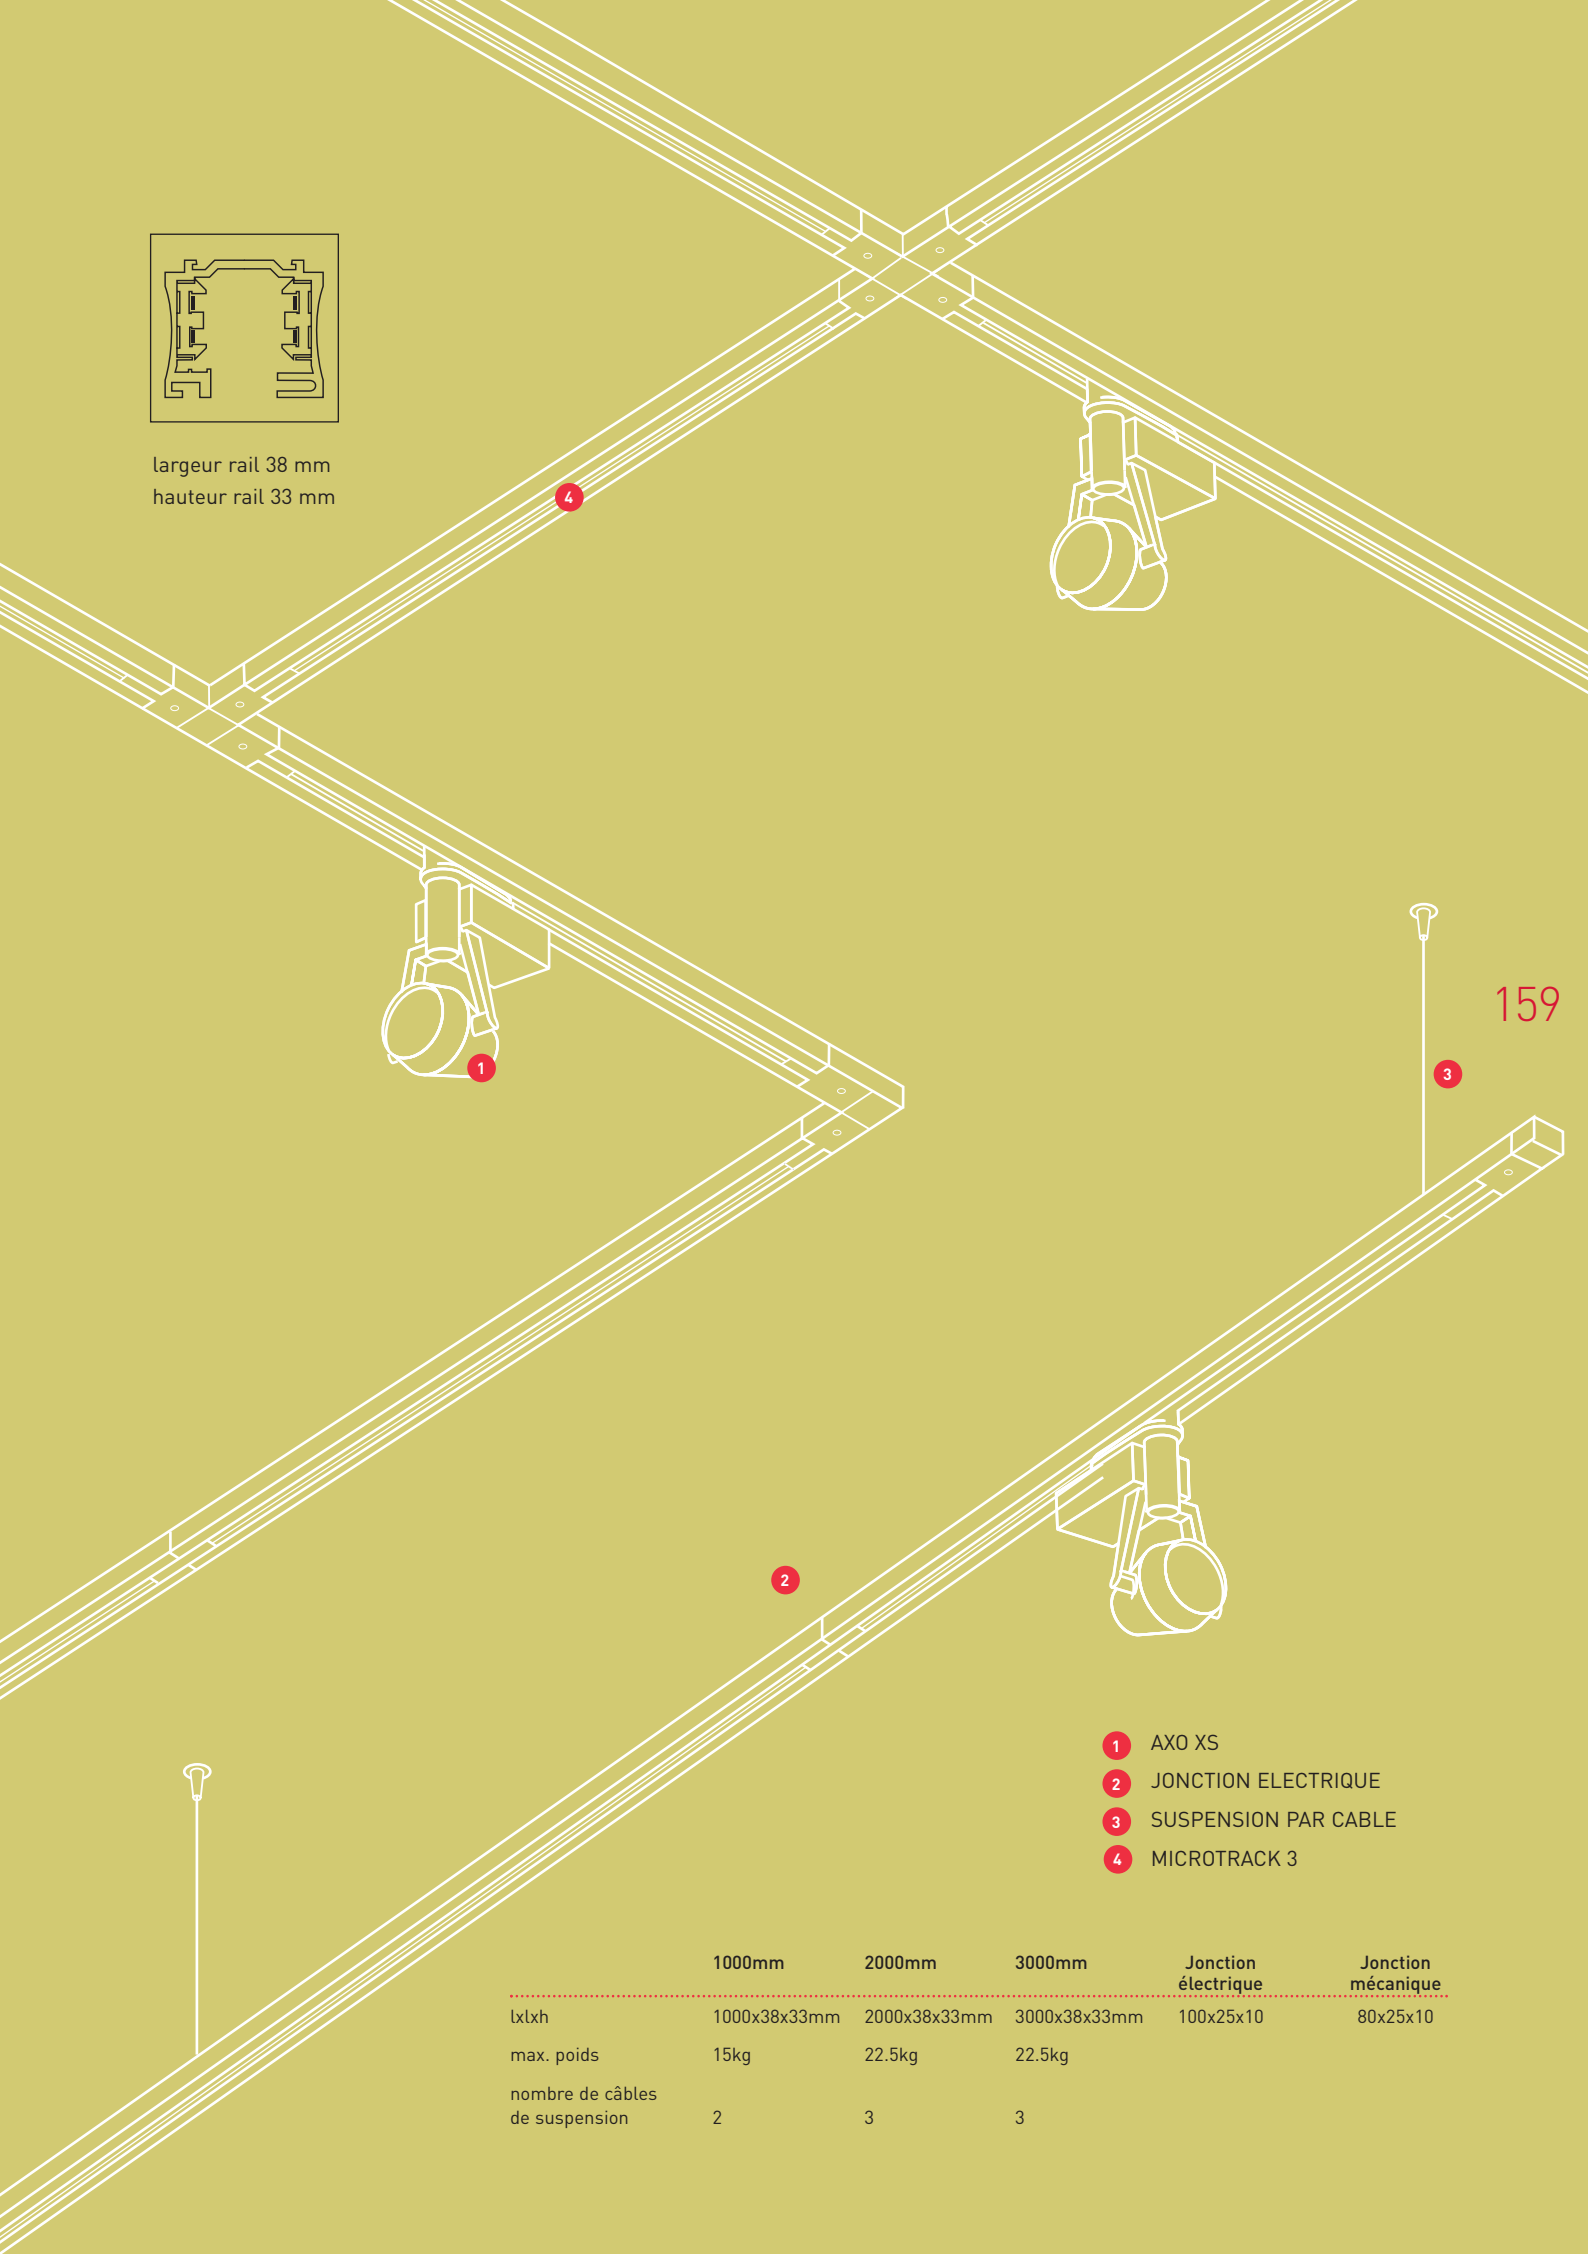 largeur rail 38 mm
hauteur rail 33 mm
4
1
159
3
2
1 AXO XS
2 JONCTION ELECTRIQUE
3 SUSPENSION PAR CABLE
4 MICROTRACK 3
1000mm 2000mm 3000mm Jonction électrique Jonction mécanique
lxlxh 1000x38x33mm 2000x38x33mm 3000x38x33mm 100x25x10 80x25x10
max. poids 15kg 22.5kg 22.5kg
nombre de câbles
de suspension 2 3 3